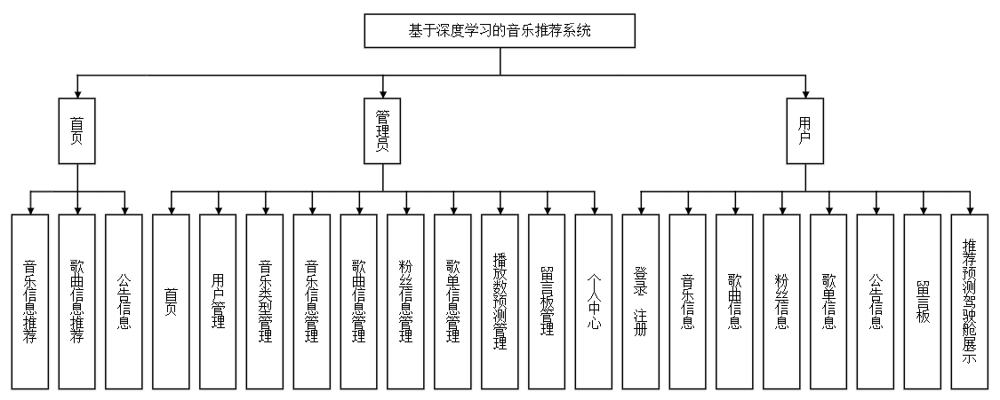 基于深度学习的音乐推荐系统
首页
管理员
用户
音乐信息推荐
歌曲信息推荐
公告信息
首页
用户管理
音乐类型管理
音乐信息管理
歌曲信息管理
粉丝信息管理
歌单信息管理
播放数预测管理
留言板管理
个人中心
登录 注册
音乐信息
歌曲信息
粉丝信息
歌单信息
公告信息
留言板
推荐预测驾驶舱展示